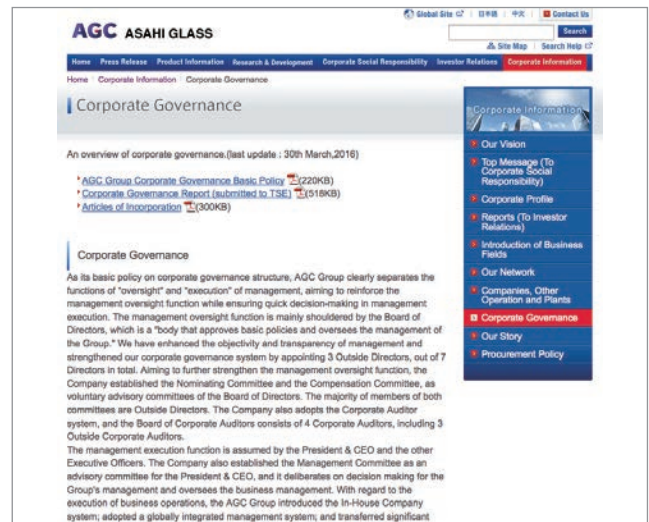 Global Site | 日本語 | 中文 | Contact Us
AGC ASAHI GLASS
Search
Site Map | Search Help
Home Press Release Product Information Research & Development Corporate Social Responsibility Investor Relations Corporate Information
Home Corporate Information Corporate Governance
Corporate Governance
An overview of corporate governance.(last update : 30th March,2016)
AGC Group Corporate Governance Basic Policy (220KB)
Corporate Governance Report (submitted to TSE) (518KB)
Articles of Incorporation (300KB)
Corporate Governance
As its basic policy on corporate governance structure, AGC Group clearly separates the
functions of "oversight" and "execution" of management, aiming to reinforce the
management oversight function while ensuring quick decision-making in management
execution. The management oversight function is mainly shouldered by the Board of
Directors, which is a "body that approves basic policies and oversees the management of
the Group." We have enhanced the objectivity and transparency of management and
strengthened our corporate governance system by appointing 3 Outside Directors, out of 7
Directors in total. Aiming to further strengthen the management oversight function, the
Company established the Nominating Committee and the Compensation Committee, as
voluntary advisory committees of the Board of Directors. The majority of members of both
committees are Outside Directors. The Company also adopts the Corporate Auditor
system, and the Board of Corporate Auditors consists of 4 Corporate Auditors, including 3
Outside Corporate Auditors.
The management execution function is assumed by the President & CEO and the other
Executive Officers. The Company also established the Management Committee as an
advisory committee for the President & CEO, and it deliberates on decision making for the
Group's management and oversees the business management. With regard to the
execution of business operations, the AGC Group introduced the In-House Company
system; adopted a globally integrated management system; and transferred significant
Corporate Information
Our Vision
Top Message (To
Corporate Social
Responsibility)
Corporate Profile
Reports (To Investor
Relations)
Introduction of Business
Fields
Our Network
Companies, Other
Operation and Plants
Corporate Governance
Our Story
Procurement Policy